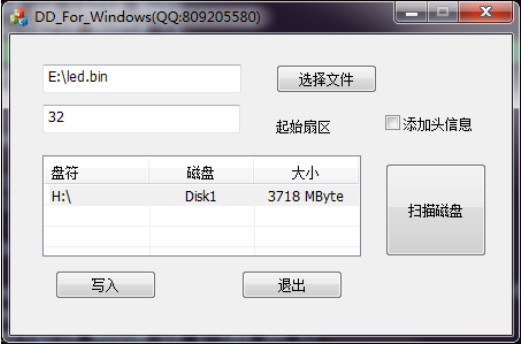 DD_For_Windows(QQ:809205580)
E:\led.bin
选择文件
32
起始扇区
添加头信息
盘符 磁盘 大小
H:\ Disk1 3718 MByte
扫描磁盘
写入
退出